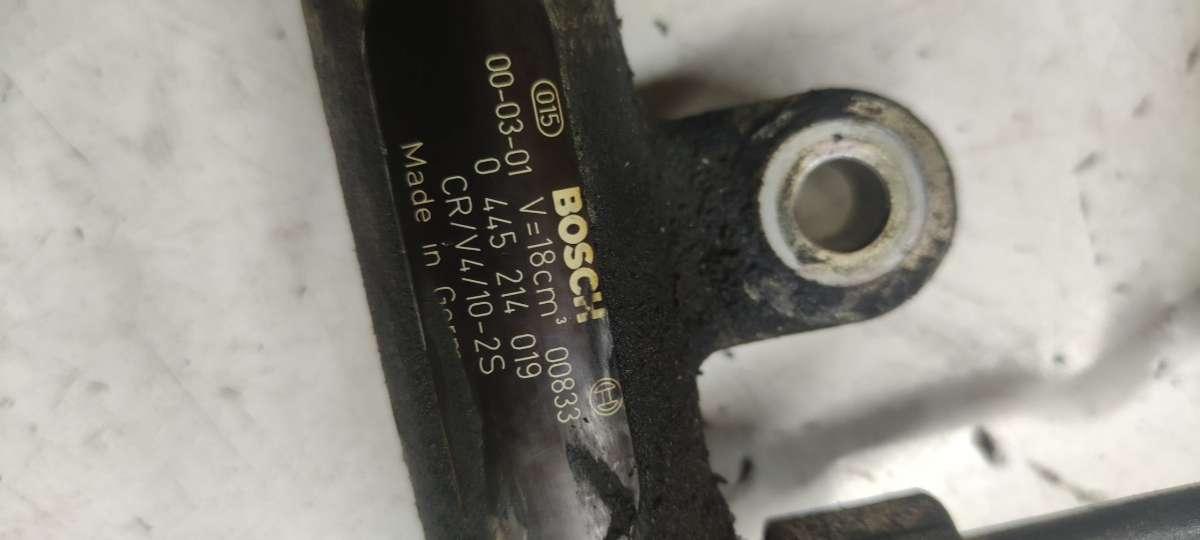 015 BOSCH
00-03-01 V=18cm³ 00833
0 445 214 019
CR/V4/10-2S
Made in